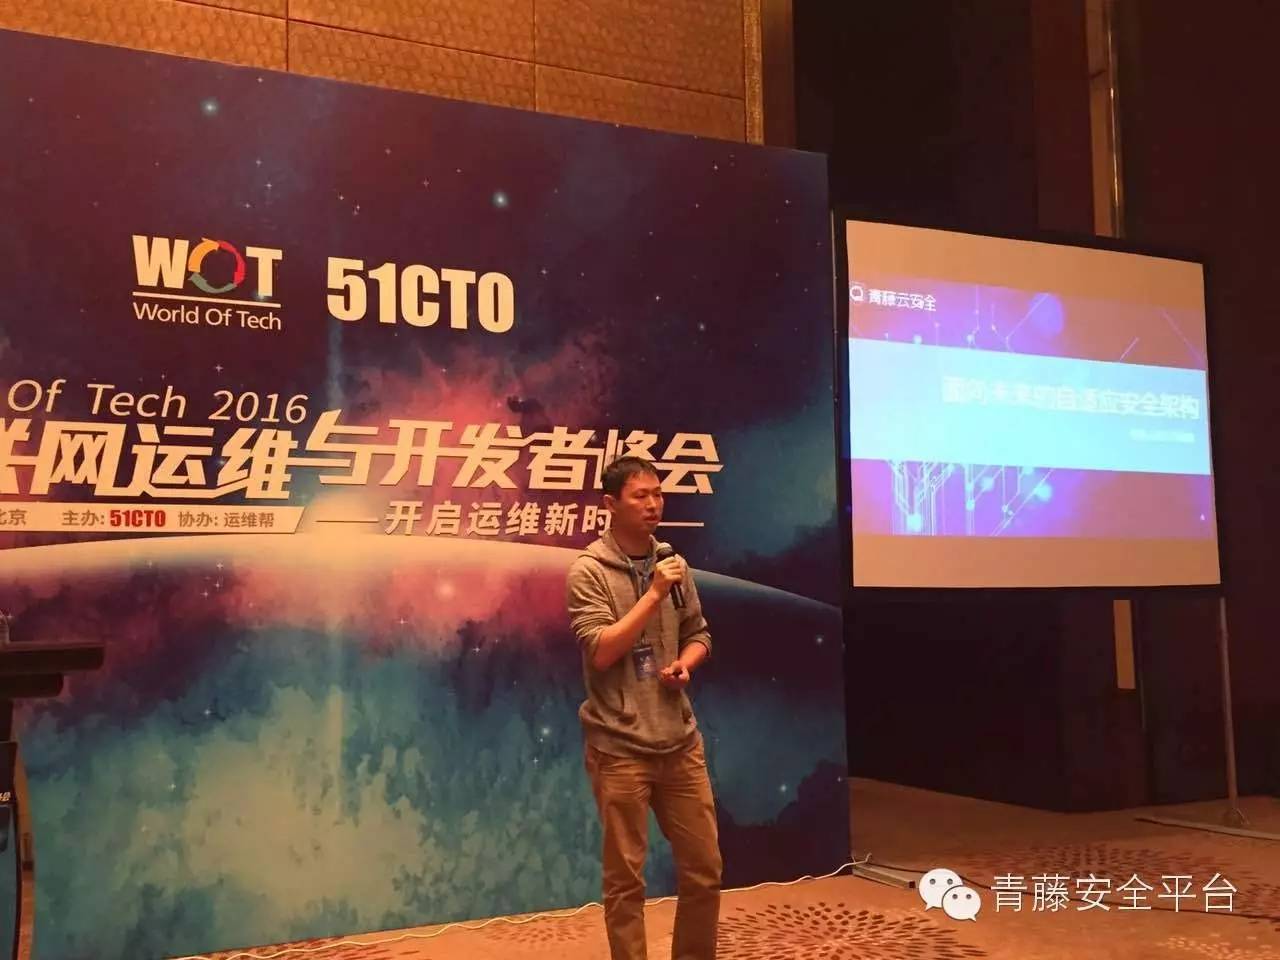 WOT
World Of Tech
51CTO
Of Tech 2016
联网运维与开发者峰会
北京 主办: 51CTO 协办: 运维帮
开启运维新时
青藤云安全
面向未来的自适应安全架构
青藤安全平台